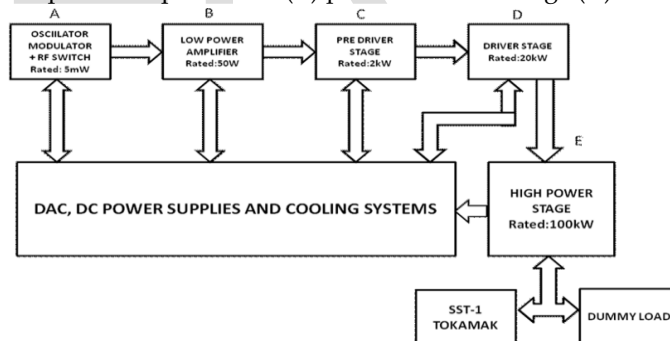 A
B
C
D
OSCIILATOR
MODULATOR
+ RF SWITCH
Rated: 5mW
LOW POWER
AMPLIFIER
Rated:50W
PRE DRIVER
STAGE
Rated:2kW
DRIVER STAGE
Rated:20kW
E
DAC, DC POWER SUPPLIES AND COOLING SYSTEMS
HIGH POWER
STAGE
Rated:100kW
SST-1
TOKAMAK
DUMMY LOAD